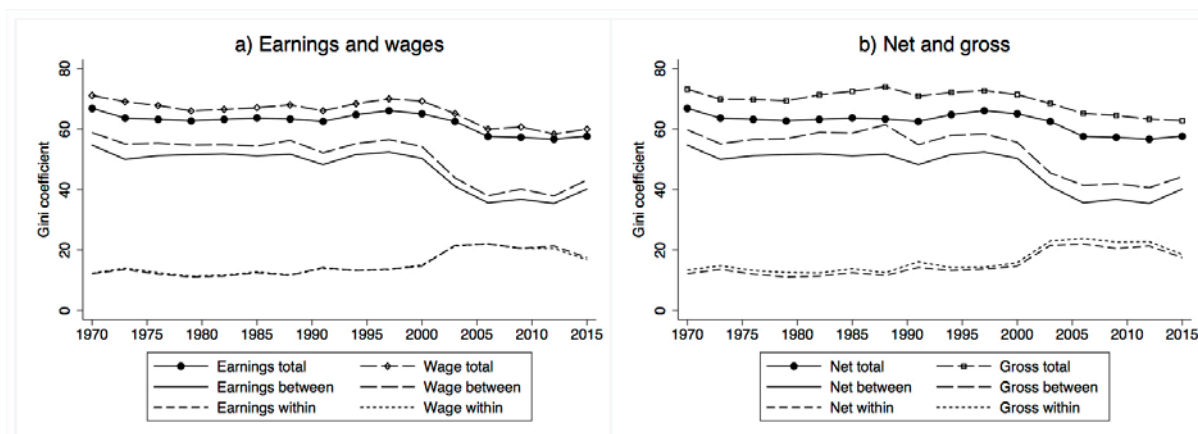 a) Earnings and wages
Gini coefficient
80
60
40
20
0
1970 1975 1980 1985 1990 1995 2000 2005 2010 2015
Earnings total Wage total
Earnings between Wage between
Earnings within Wage within
b) Net and gross
Gini coefficient
80
60
40
20
0
1970 1975 1980 1985 1990 1995 2000 2005 2010 2015
Net total Gross total
Net between Gross between
Net within Gross within